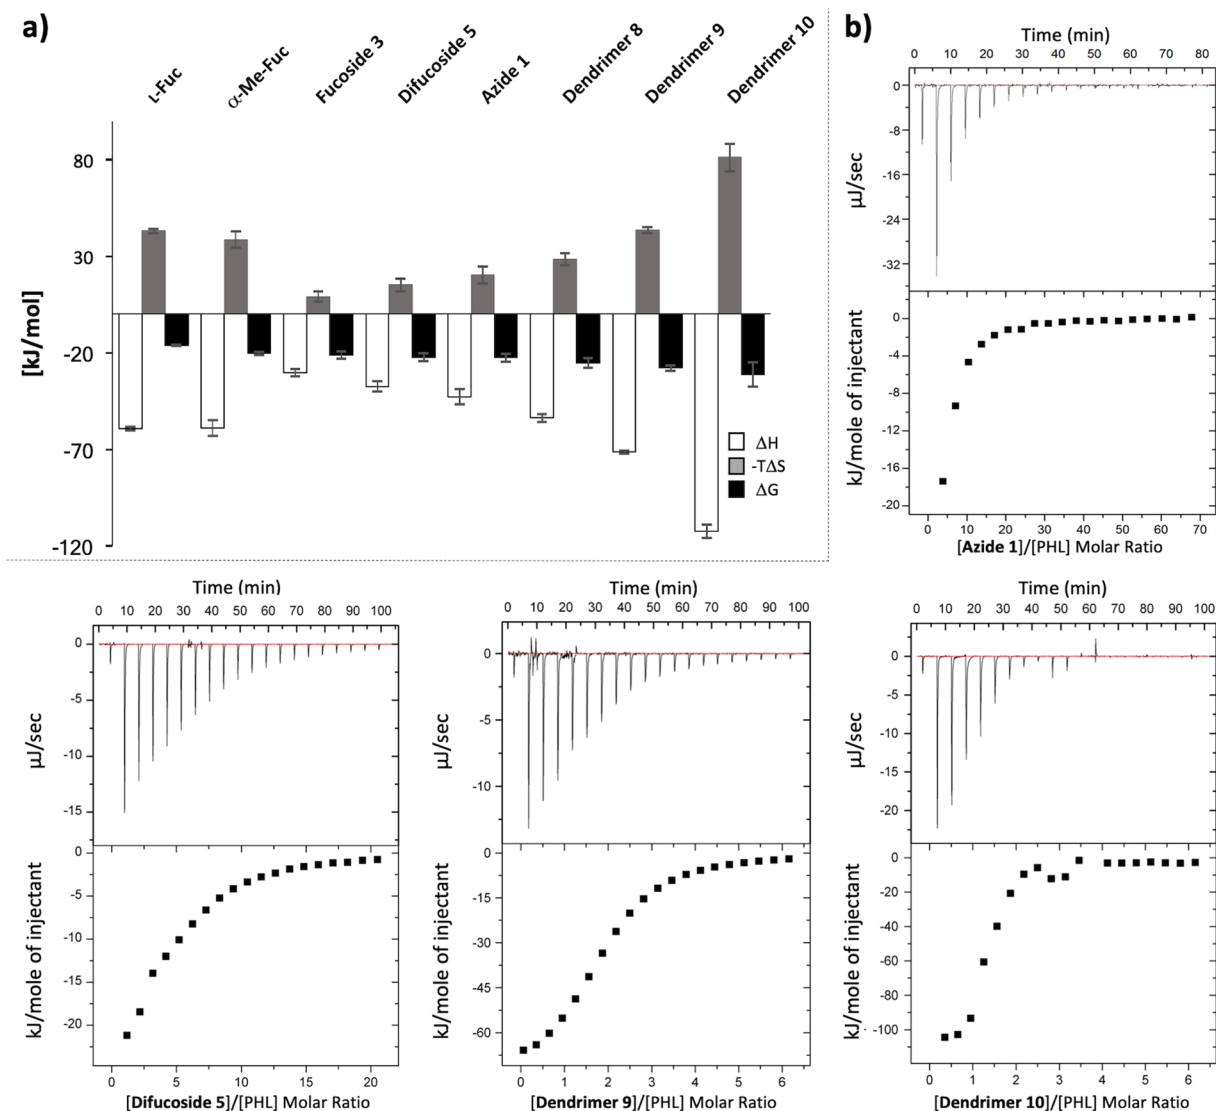 a)
L-Fuc
α-Me-Fuc
Fucoside 3
Difucoside 5
Azide 1
Dendrimer 8
Dendrimer 9
Dendrimer 10
[kJ/mol]
80
30
-20
-70
-120
ΔH
-TΔS
ΔG
b)
Time (min)
0 10 20 30 40 50 60 70 80
μJ/sec
0
-8
-16
-24
-32
kJ/mole of injectant
0
-4
-8
-12
-16
-20
0 10 20 30 40 50 60 70
[Azide 1]/[PHL] Molar Ratio
Time (min)
0 10 20 30 40 50 60 70 80 90 100
μJ/sec
0
-5
-10
-15
kJ/mole of injectant
0
-5
-10
-15
-20
0 5 10 15 20
[Difucoside 5]/[PHL] Molar Ratio
Time (min)
0 10 20 30 40 50 60 70 80 90 100
μJ/sec
0
-5
-10
kJ/mole of injectant
0
-15
-30
-45
-60
0 1 2 3 4 5 6
[Dendrimer 9]/[PHL] Molar Ratio
Time (min)
0 10 20 30 40 50 60 70 80 90 100
μJ/sec
0
-5
-10
-15
-20
kJ/mole of injectant
0
-20
-40
-60
-80
-100
0 1 2 3 4 5 6
[Dendrimer 10]/[PHL] Molar Ratio